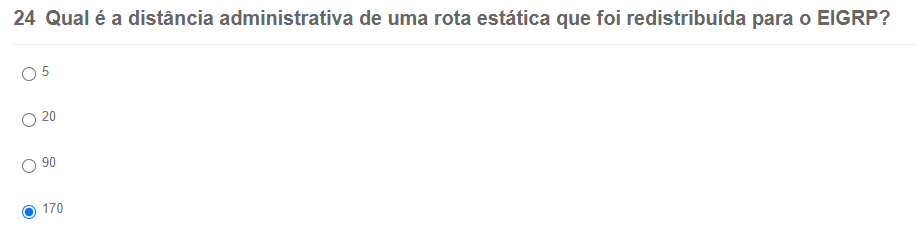 24 Qual é a distância administrativa de uma rota estática que foi redistribuída para o EIGRP?
5
20
90
170